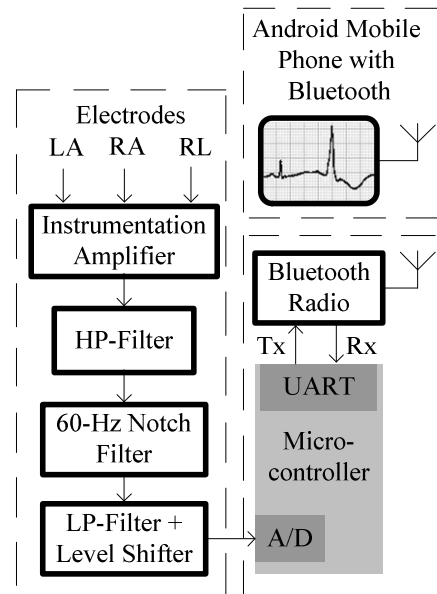 Android Mobile
Phone with
Bluetooth
Electrodes
LA RA RL
Instrumentation
Amplifier
HP-Filter
60-Hz Notch
Filter
LP-Filter +
Level Shifter
Bluetooth
Radio
Tx Rx
UART
Micro-
controller
A/D